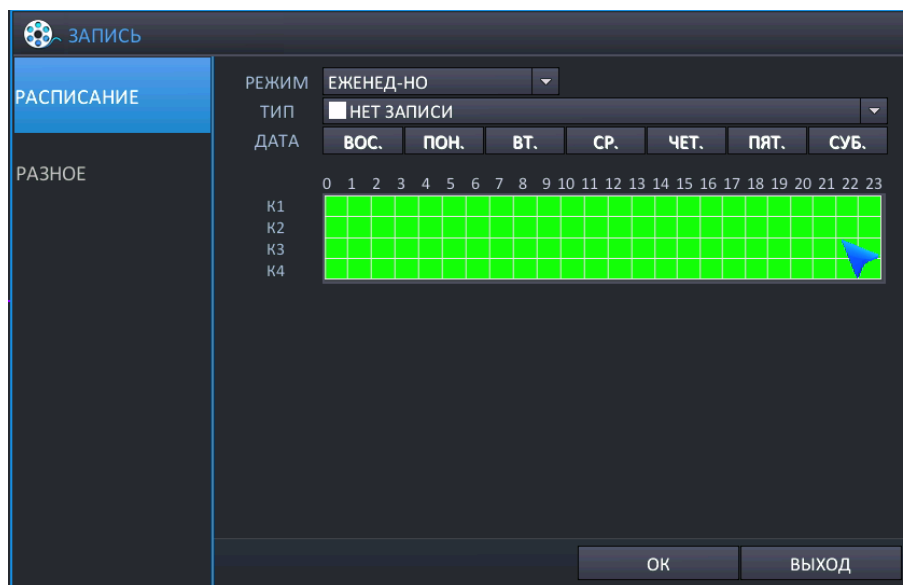 ЗАПИСЬ
РАСПИСАНИЕ
РАЗНОЕ
РЕЖИМ ЕЖЕНЕД-НО
ТИП НЕТ ЗАПИСИ
ДАТА ВОС. ПОН. ВТ. СР. ЧЕТ. ПЯТ. СУБ.
0 1 2 3 4 5 6 7 8 9 10 11 12 13 14 15 16 17 18 19 20 21 22 23
К1
К2
К3
К4
ОК ВЫХОД